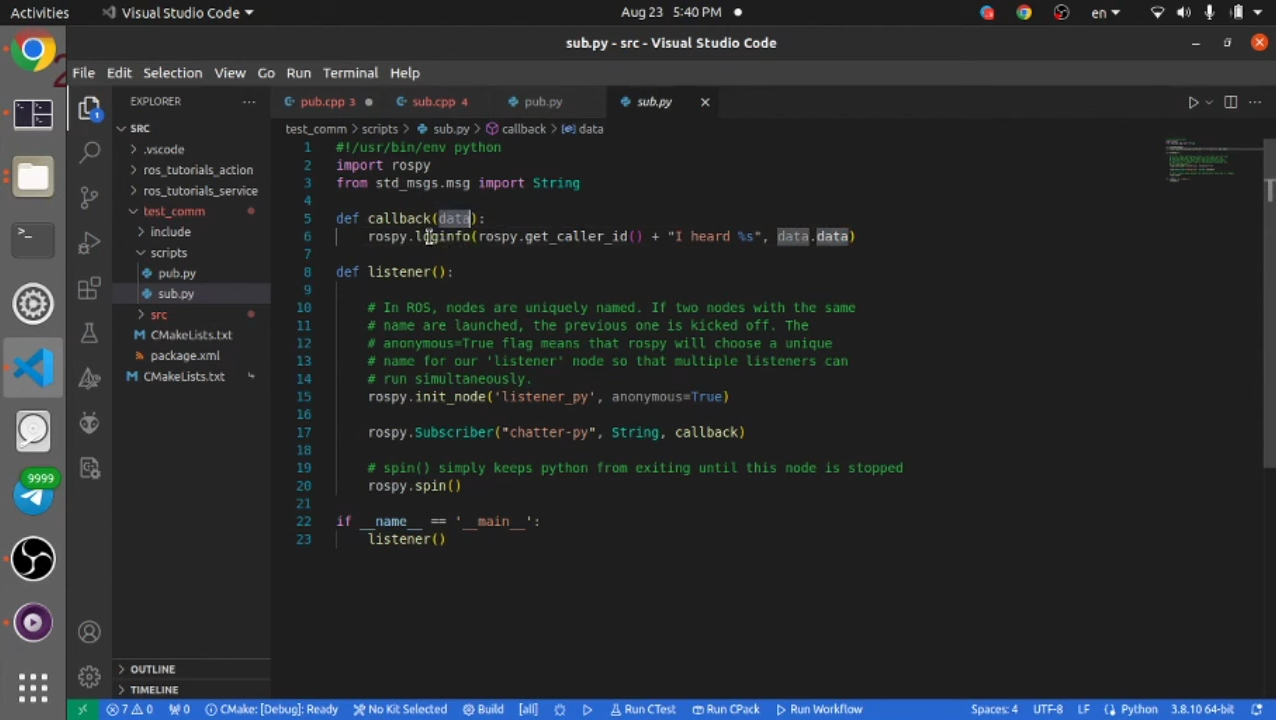 Activities Visual Studio Code Aug 23 5:40 PM en
sub.py - src - Visual Studio Code
File Edit Selection View Go Run Terminal Help
EXPLORER ··· pub.cpp 3 sub.cpp 4 pub.py sub.py
SRC
.vscode
ros_tutorials_action
ros_tutorials_service
test_comm
include
scripts
pub.py
sub.py
src
CMakeLists.txt
package.xml
CMakeLists.txt
OUTLINE
TIMELINE
1
9999
2
test_comm > scripts > sub.py > callback > data
1 #!/usr/bin/env python
2 import rospy
3 from std_msgs.msg import String
4
5 def callback(data):
6 rospy.loginfo(rospy.get_caller_id() + "I heard %s", data.data)
7
8 def listener():
9
10 # In ROS, nodes are uniquely named. If two nodes with the same
11 # name are launched, the previous one is kicked off. The
12 # anonymous=True flag means that rospy will choose a unique
13 # name for our 'listener' node so that multiple listeners can
14 # run simultaneously.
15 rospy.init_node('listener_py', anonymous=True)
16
17 rospy.Subscriber("chatter-py", String, callback)
18
19 # spin() simply keeps python from exiting until this node is stopped
20 rospy.spin()
21
22 if __name__ == '__main__':
23 listener()
7 0 0 CMake: [Debug]: Ready No Kit Selected Build [all] Run CTest Run CPack Run Workflow Spaces: 4 UTF-8 LF Python 3.8.10 64-bit